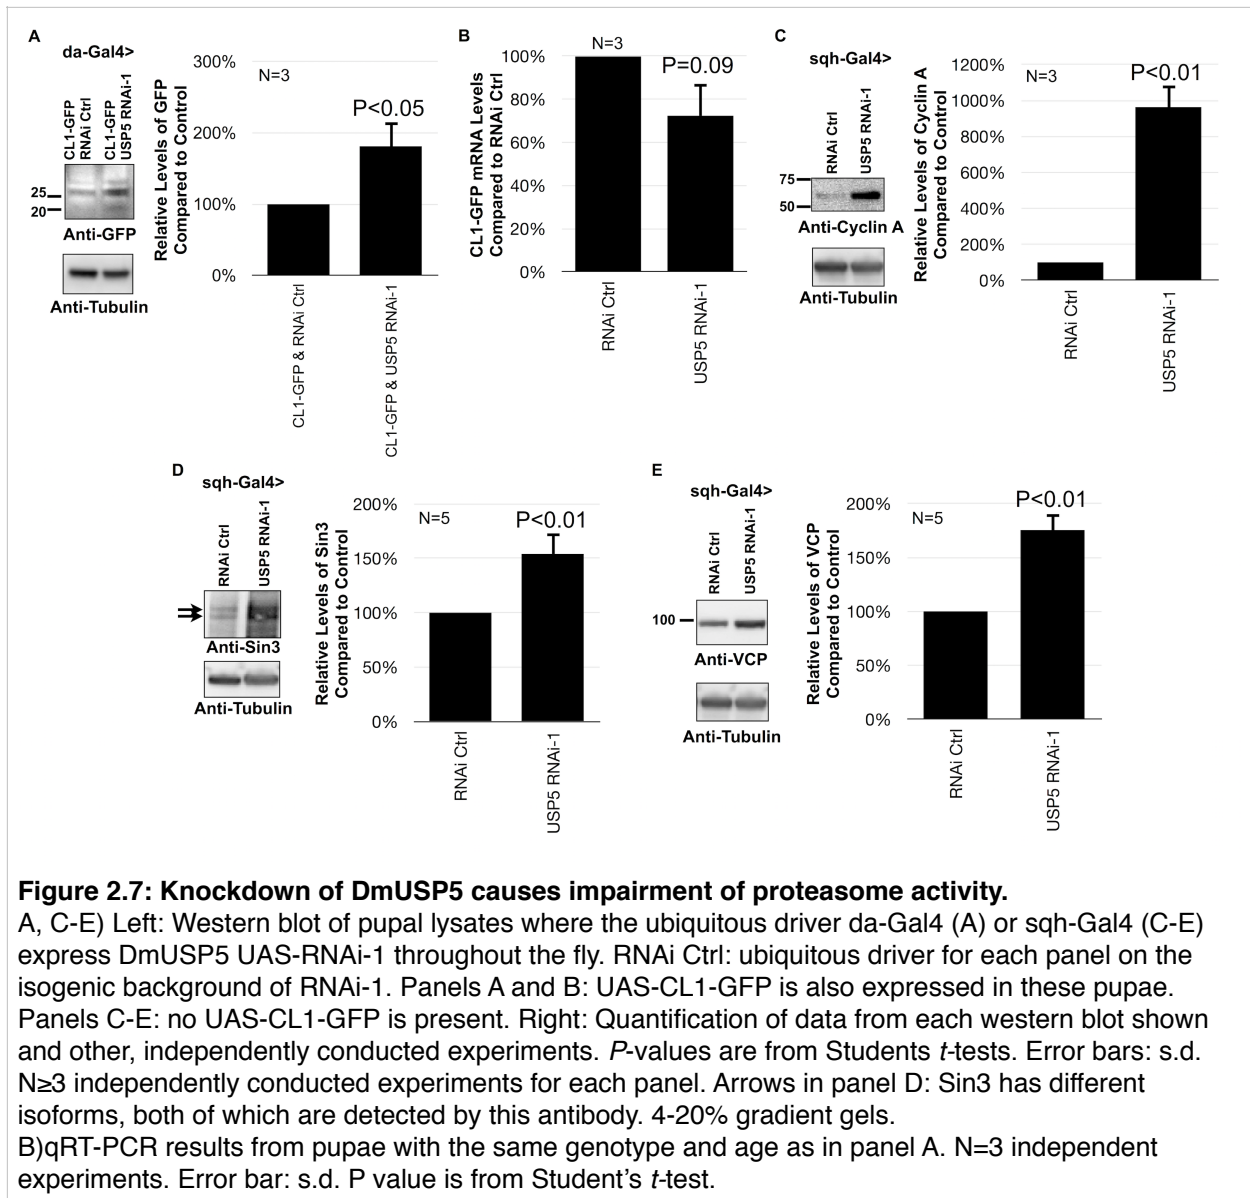 A
da-Gal4>
CL1-GFP
RNAi Ctrl
CL1-GFP
USP5 RNAi-1
25
20
Anti-GFP
Anti-Tubulin
Relative Levels of GFP
Compared to Control
300%
200%
100%
0%
N=3
P<0.05
CL1-GFP & RNAi Ctrl
CL1-GFP & USP5 RNAi-1
B
CL1-GFP mRNA Levels
Compared to RNAi Ctrl
100%
80%
60%
40%
20%
0%
N=3
P=0.09
RNAi Ctrl
USP5 RNAi-1
C
sqh-Gal4>
RNAi Ctrl
USP5 RNAi-1
75
50
Anti-Cyclin A
Anti-Tubulin
Relative Levels of Cyclin A
Compared to Control
1200%
1000%
800%
600%
400%
200%
0%
N=3
P<0.01
RNAi Ctrl
USP5 RNAi-1
D
sqh-Gal4>
RNAi Ctrl
USP5 RNAi-1
Anti-Sin3
Anti-Tubulin
Relative Levels of Sin3
Compared to Control
200%
150%
100%
50%
0%
N=5
P<0.01
RNAi Ctrl
USP5 RNAi-1
E
sqh-Gal4>
RNAi Ctrl
USP5 RNAi-1
100
Anti-VCP
Anti-Tubulin
Relative Levels of VCP
Compared to Control
200%
150%
100%
50%
0%
N=5
P<0.01
RNAi Ctrl
USP5 RNAi-1
Figure 2.7: Knockdown of DmUSP5 causes impairment of proteasome activity.
A, C-E) Left: Western blot of pupal lysates where the ubiquitous driver da-Gal4 (A) or sqh-Gal4 (C-E)
express DmUSP5 UAS-RNAi-1 throughout the fly. RNAi Ctrl: ubiquitous driver for each panel on the
isogenic background of RNAi-1. Panels A and B: UAS-CL1-GFP is also expressed in these pupae.
Panels C-E: no UAS-CL1-GFP is present. Right: Quantification of data from each western blot shown
and other, independently conducted experiments. P-values are from Students t-tests. Error bars: s.d.
N≥3 independently conducted experiments for each panel. Arrows in panel D: Sin3 has different
isoforms, both of which are detected by this antibody. 4-20% gradient gels.
B)qRT-PCR results from pupae with the same genotype and age as in panel A. N=3 independent
experiments. Error bar: s.d. P value is from Student’s t-test.